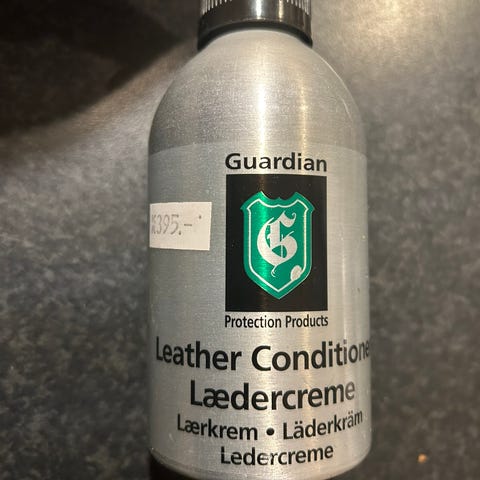 Guardian
395.-
G
Protection Products
Leather Conditione
Lædercreme
Lærkrem • Läderkräm
Ledercreme